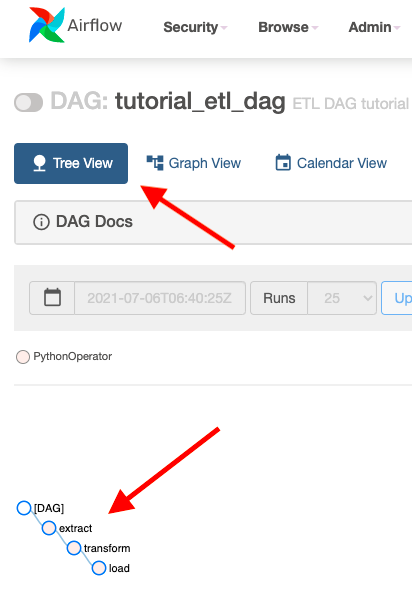 Airflow Security Browse Admin
DAG: tutorial_etl_dag ETL DAG tutorial
Tree View Graph View Calendar View
DAG Docs
2021-07-06T06:40:25Z Runs 25 Up
PythonOperator
[DAG]
extract
transform
load